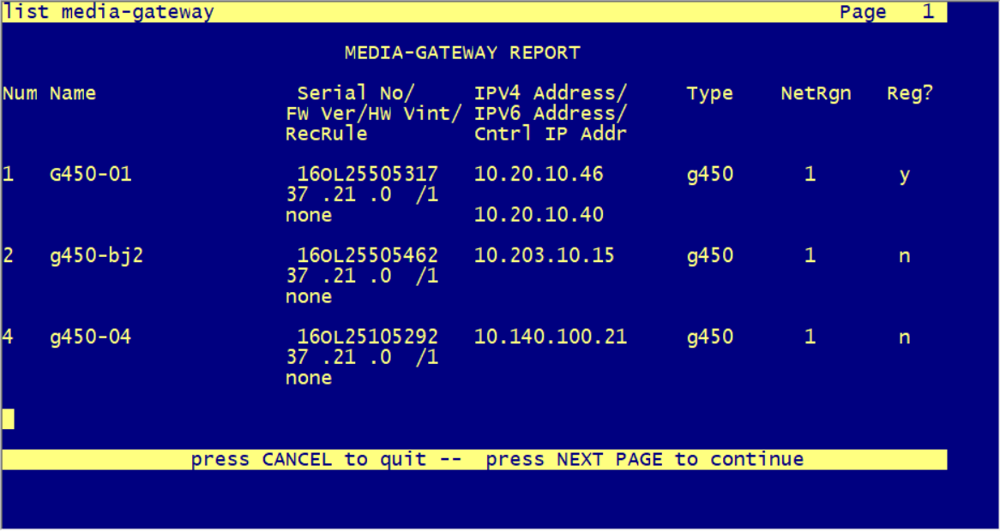 list media-gateway Page 1
MEDIA-GATEWAY REPORT
Num Name Serial No/ IPV4 Address/ Type NetRgn Reg?
FW Ver/HW Vint/ IPV6 Address/
RecRule Cntrl IP Addr
1 G450-01 16OL25505317 10.20.10.46 g450 1 y
37 .21 .0 /1
none 10.20.10.40
2 g450-bj2 16OL25505462 10.203.10.15 g450 1 n
37 .21 .0 /1
none
4 g450-04 16OL25105292 10.140.100.21 g450 1 n
37 .21 .0 /1
none
press CANCEL to quit -- press NEXT PAGE to continue